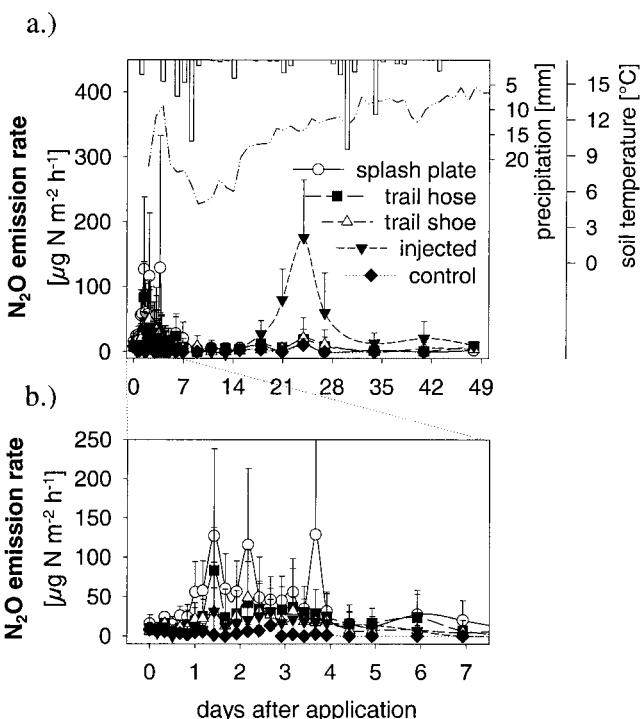 a.)
400
300
200
100
0
N2O emission rate
[µg N m-2 h-1]
5
10
15
20
precipitation [mm]
15
12
9
6
3
0
soil temperature [°C]
splash plate
trail hose
trail shoe
injected
control
0 7 14 21 28 35 42 49
b.)
250
200
150
100
50
0
N2O emission rate
[µg N m-2 h-1]
0 1 2 3 4 5 6 7
days after application